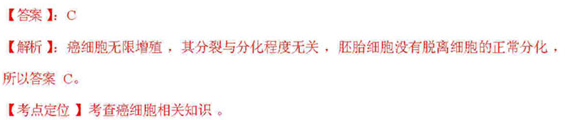 【答案】：C
【解析】：癌细胞无限增殖，其分裂与分化程度无关，胚胎细胞没有脱离细胞的正常分化，
所以答案 C。
【考点定位】考查癌细胞相关知识 。